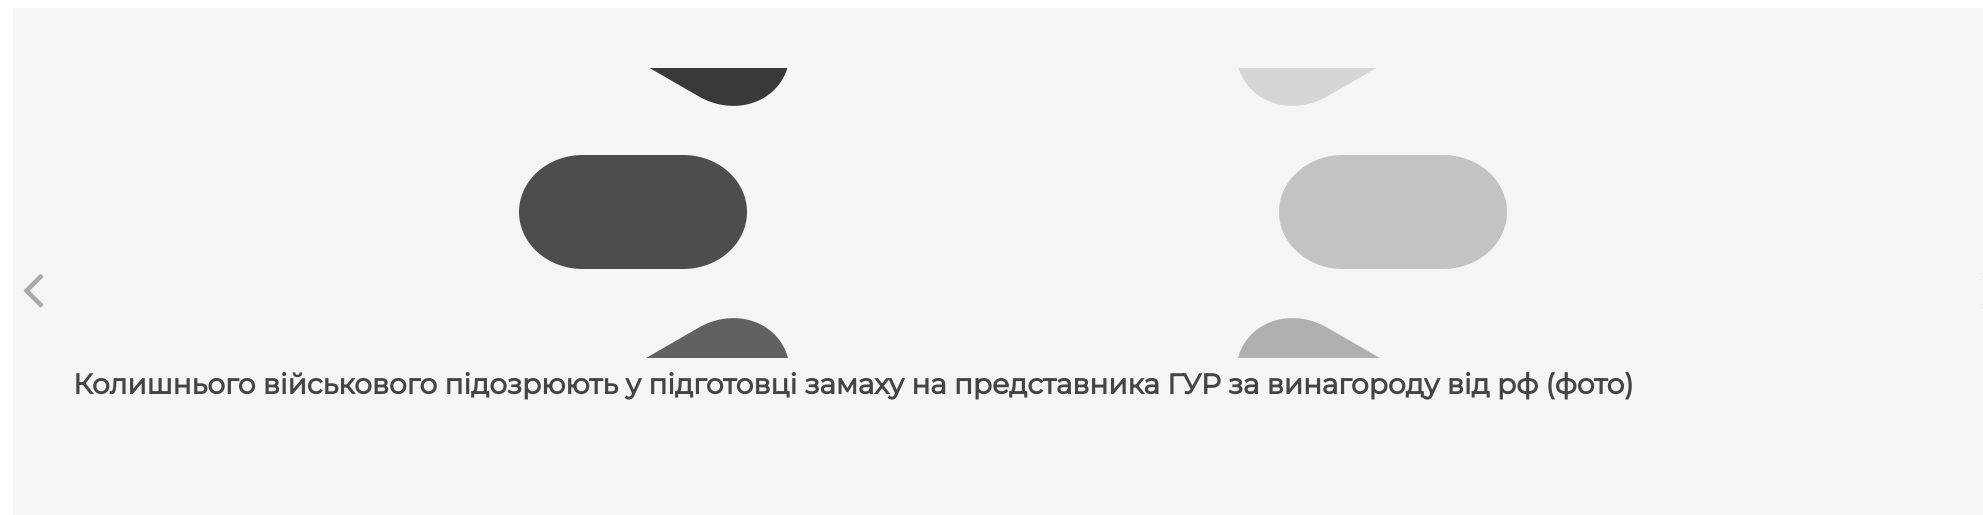 Колишнього військового підозрюють у підготовці замаху на представника ГУР за винагороду від рф (фото)